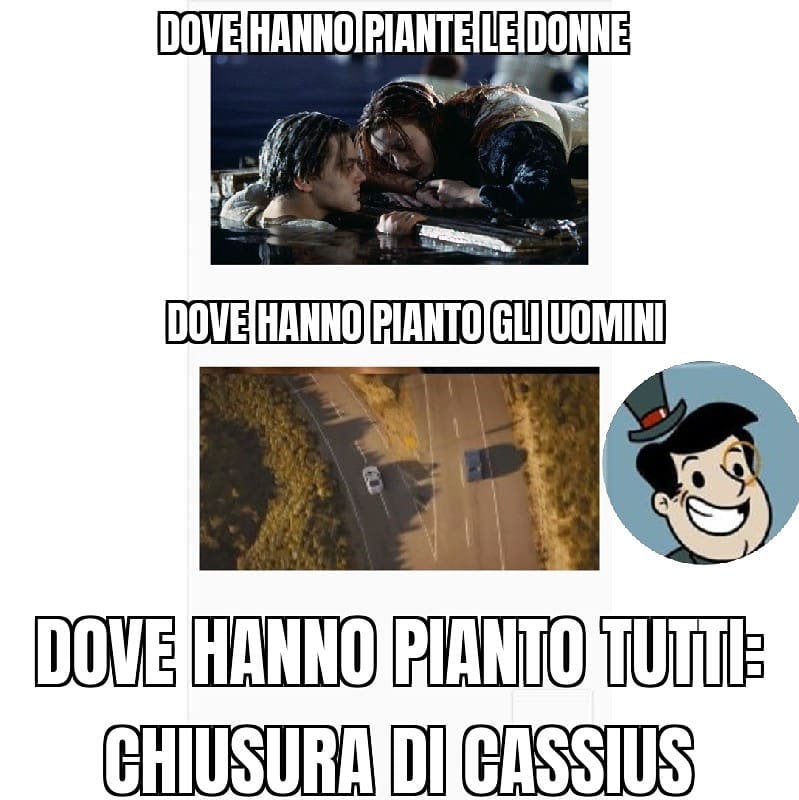 DOVE HANNO PIANTE LE DONNE
DOVE HANNO PIANTO GLI UOMINI
DOVE HANNO PIANTO TUTTI:
CHIUSURA DI CASSIUS